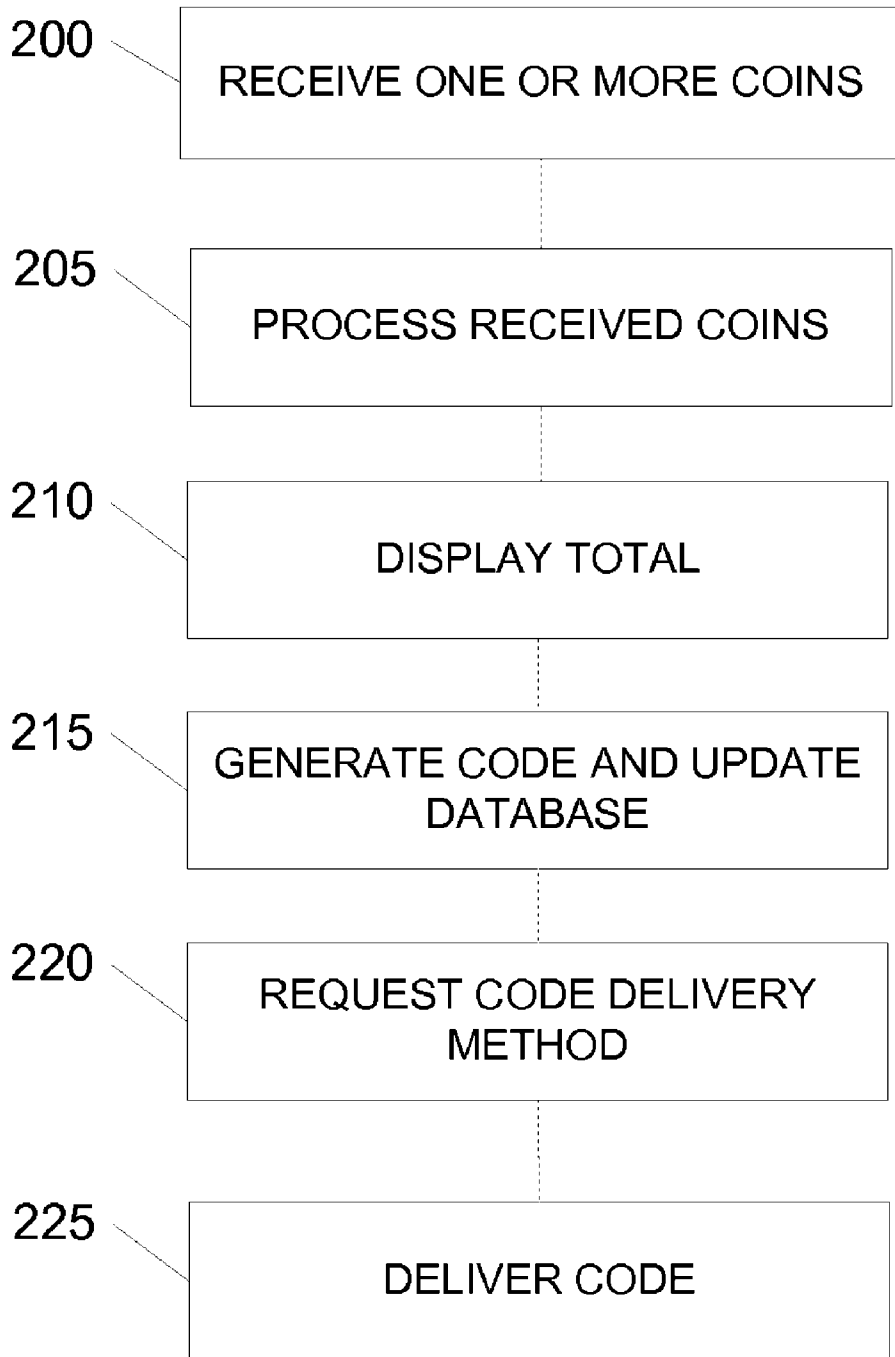 200
RECEIVE ONE OR MORE COINS
205
PROCESS RECEIVED COINS
210
DISPLAY TOTAL
215
GENERATE CODE AND UPDATE
DATABASE
220
REQUEST CODE DELIVERY
METHOD
225
DELIVER CODE